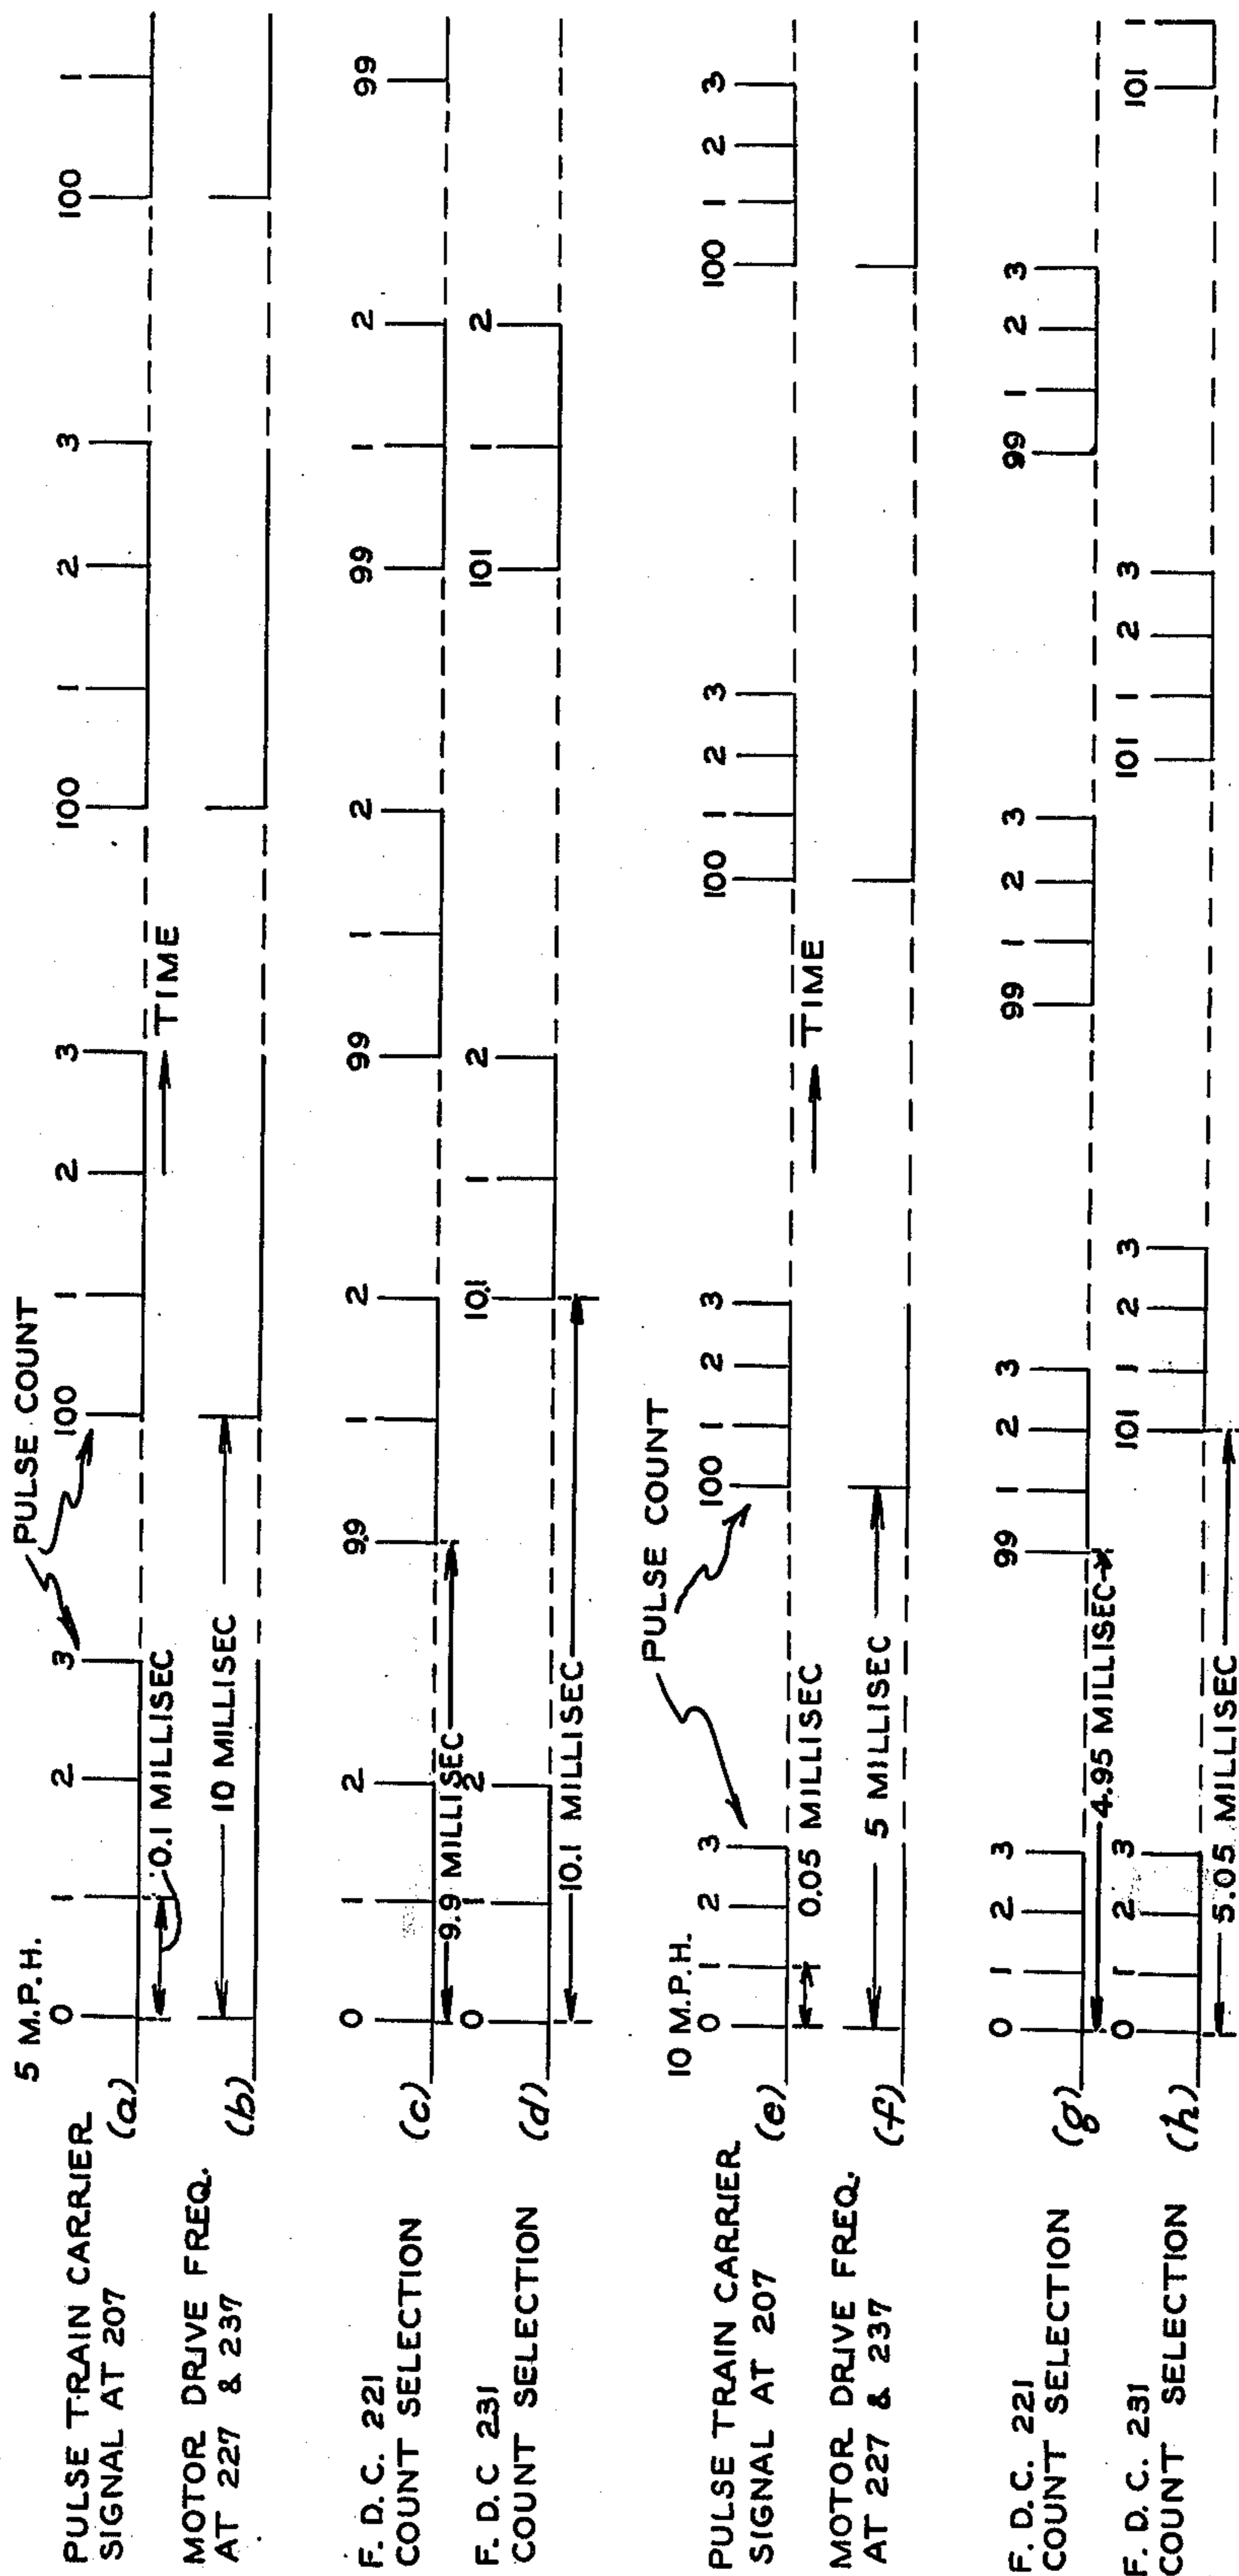 5 M.P.H.
PULSE COUNT
PULSE TRAIN CARRIER
SIGNAL AT 207
(a)
0 1 2 3 100 1 2 3 100 1 2 3 100 1
0.1 MILLISEC
TIME
MOTOR DRIVE FREQ.
AT 227 & 237
(b)
10 MILLISEC
F. D. C. 221
COUNT SELECTION
(c)
0 1 2 99 1 2 99 1 2 99 1 2 99
9.9 MILLISEC
F. D. C 231
COUNT SELECTION
(d)
0 1 2 101 1 2 101 1 2
10.1 MILLISEC
10 M.P.H.
PULSE COUNT
PULSE TRAIN CARRIER
SIGNAL AT 207
(e)
0 1 2 3 100 1 2 3 100 1 2 3 100 1 2 3
0.05 MILLISEC
TIME
MOTOR DRIVE FREQ.
AT 227 & 237
(f)
5 MILLISEC
F. D. C. 221
COUNT SELECTION
(g)
0 1 2 3 99 1 2 3 99 1 2 3 99 1 2 3
4.95 MILLISEC
F. D. C. 231
COUNT SELECTION
(h)
0 1 2 3 101 1 2 3 101 1 2 3 101 1
5.05 MILLISEC